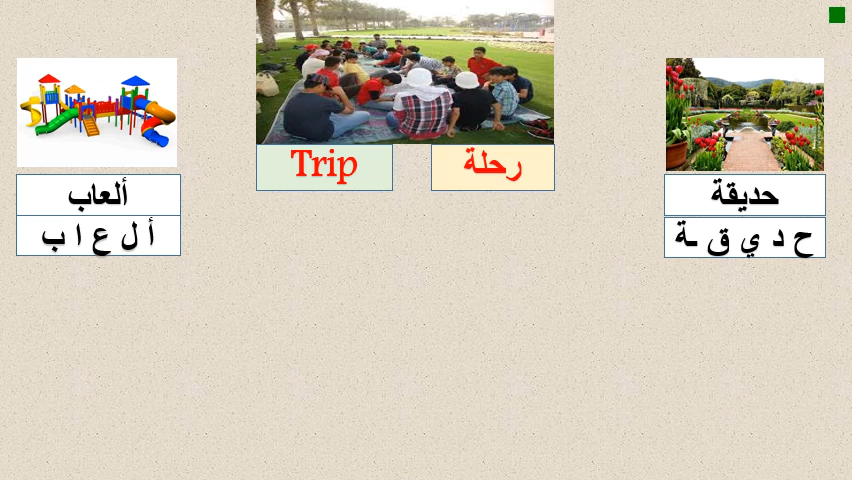 Trip
رحلة
حديقة
ح د ي ق ـة
ألعاب
أ ل ع ا ب